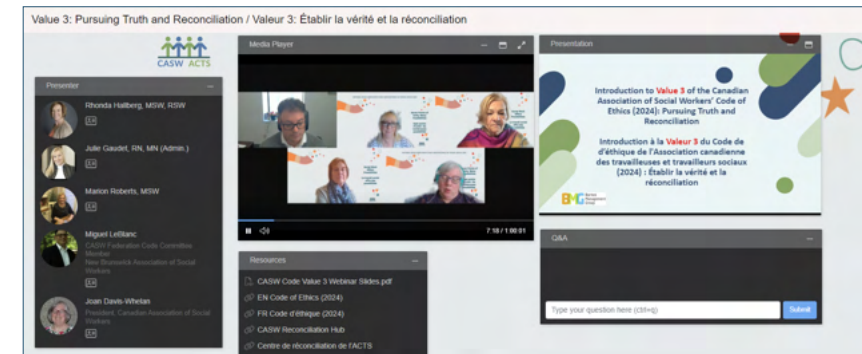 Value 3: Pursuing Truth and Reconciliation / Valeur 3: Établir la vérité et la réconciliation
CASW ACTS
Presenter
Rhonda Hallberg, MSW, RSW
Julie Gaudet, RN, MN (Admin.)
Marion Roberts, MSW
Miguel LeBlanc
CASW Federation Code Committee
Member
New Brunswick Association of Social
Workers
Joan Davis-Whelan
President, Canadian Association of Social
Workers
Media Player
7:18 / 1:00:01
Resources
CASW Code Value 3 Webinar Slides.pdf
EN Code of Ethics (2024)
FR Code d'éthique (2024)
CASW Reconciliation Hub
Centre de réconciliation de l'ACTS
Presentation
Introduction to Value 3 of the Canadian
Association of Social Workers' Code of
Ethics (2024): Pursuing Truth and
Reconciliation
Introduction à la Valeur 3 du Code de
d'éthique de l'Association canadienne
des travailleuses et travailleurs sociaux
(2024) : Établir la vérité et la
réconciliation
BMG
Management
Q&A
Type your question here (ctrl+q)
Submit